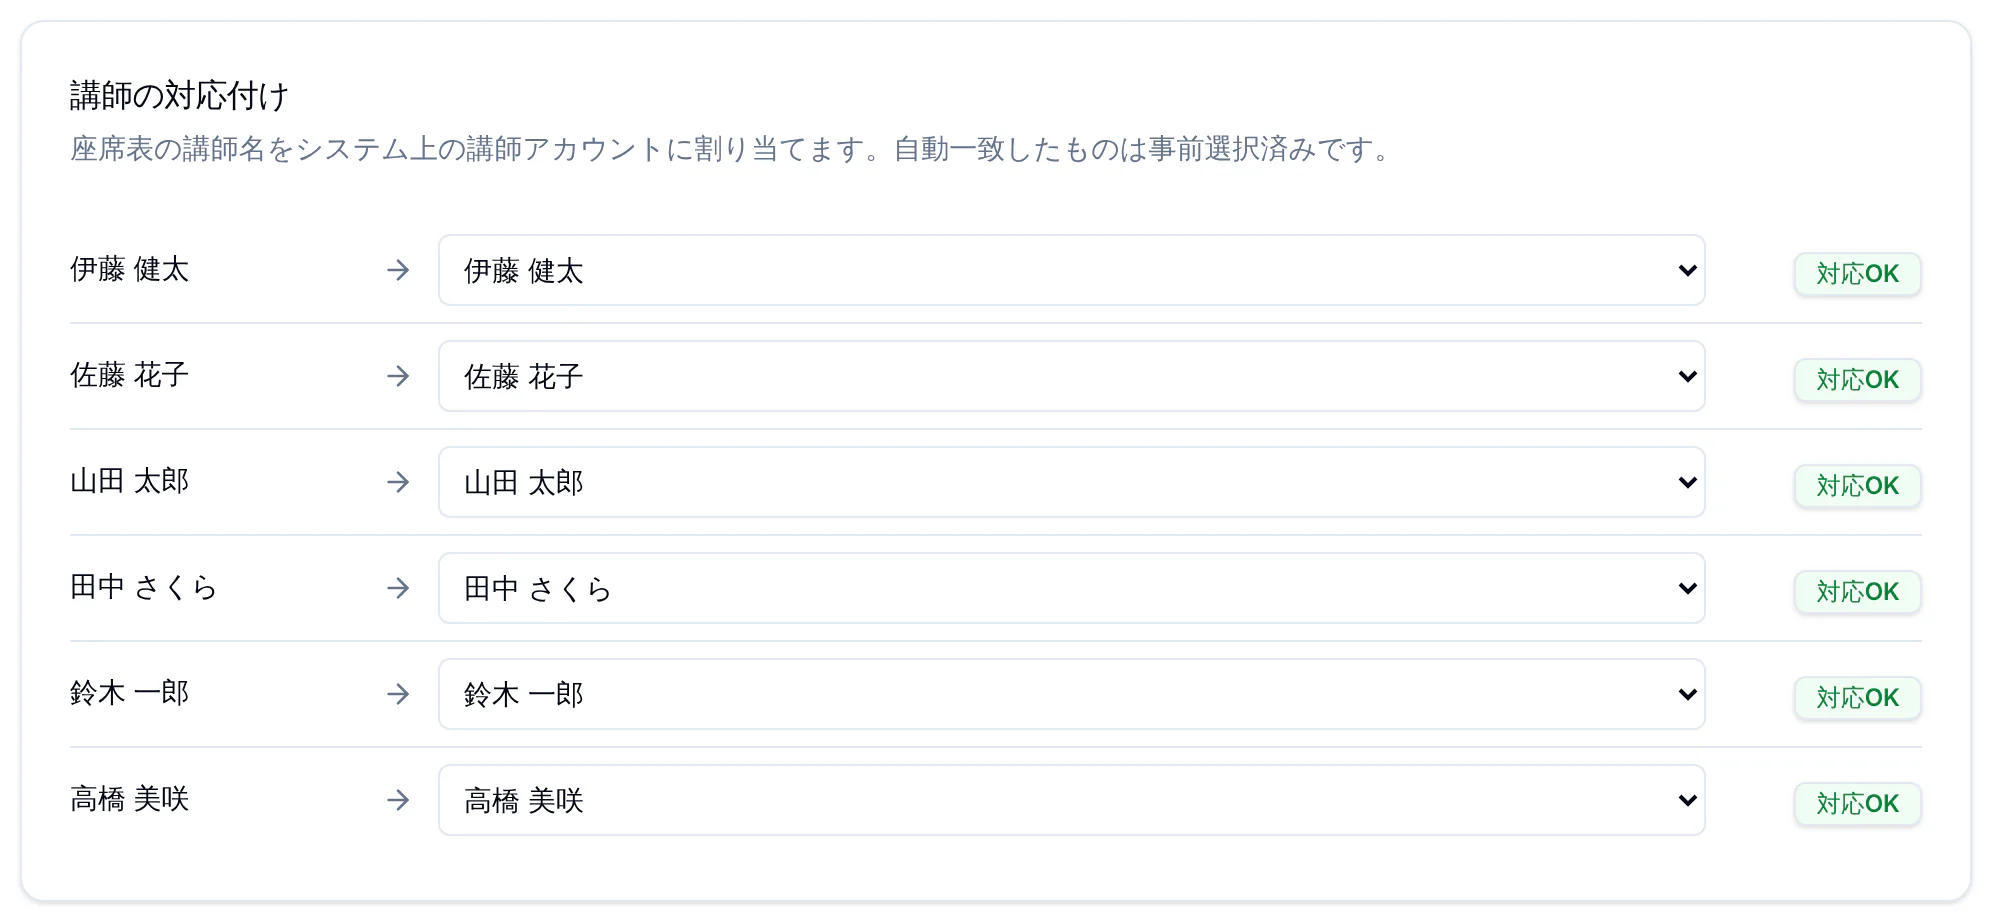 講師の対応付け
座席表の講師名をシステム上の講師アカウントに割り当てます。自動一致したものは事前選択済みです。
伊藤 健太 → 伊藤 健太 対応OK
佐藤 花子 → 佐藤 花子 対応OK
山田 太郎 → 山田 太郎 対応OK
田中 さくら → 田中 さくら 対応OK
鈴木 一郎 → 鈴木 一郎 対応OK
高橋 美咲 → 高橋 美咲 対応OK